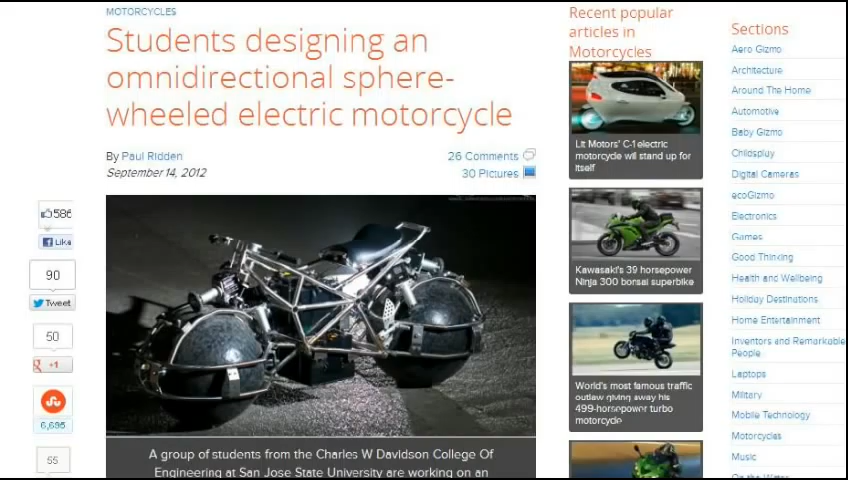 MOTORCYCLES
Students designing an
omnidirectional sphere-
wheeled electric motorcycle
By Paul Ridden
September 14, 2012
26 Comments
30 Pictures
586
Like
90
Tweet
50
+1
6,695
55
A group of students from the Charles W Davidson College Of
Engineering at San Jose State University are working on an
Recent popular
articles in
Motorcycles
Lit Motors' C-1 electric
motorcycle will stand up for
itself
Kawasaki's 39 horsepower
Ninja 300 bonsai superbike
World's most famous traffic
outlaw giving away his
499-horsepower turbo
motorcycle
Sections
Aero Gizmo
Architecture
Around The Home
Automotive
Baby Gizmo
Childsplay
Digital Cameras
ecoGizmo
Electronics
Games
Good Thinking
Health and Wellbeing
Holiday Destinations
Home Entertainment
Inventors and Remarkable
People
Laptops
Military
Mobile Technology
Motorcycles
Music
On the Water